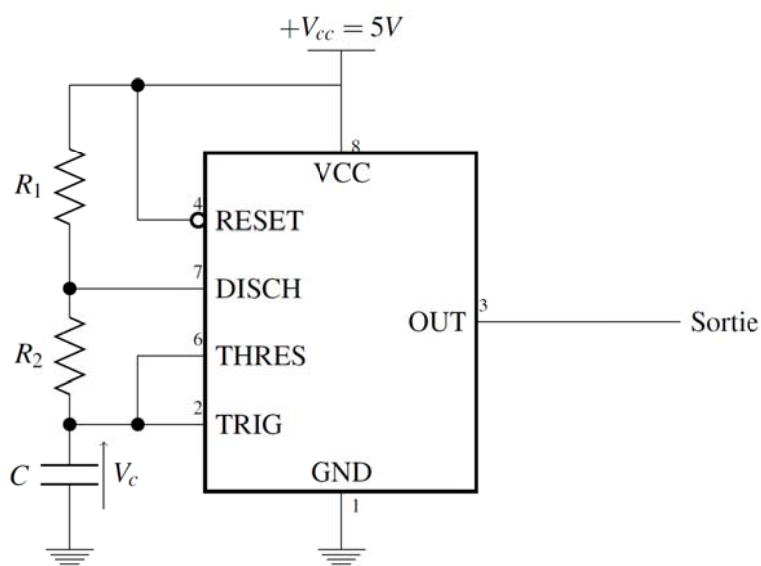 +Vcc = 5V
8
VCC
R1
4
RESET
7
DISCH
3
OUT
Sortie
6
THRES
R2
2
TRIG
C
Vc
GND
1